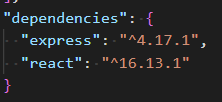 "dependencies": {
"express": "^4.17.1",
"react": "^16.13.1"
}